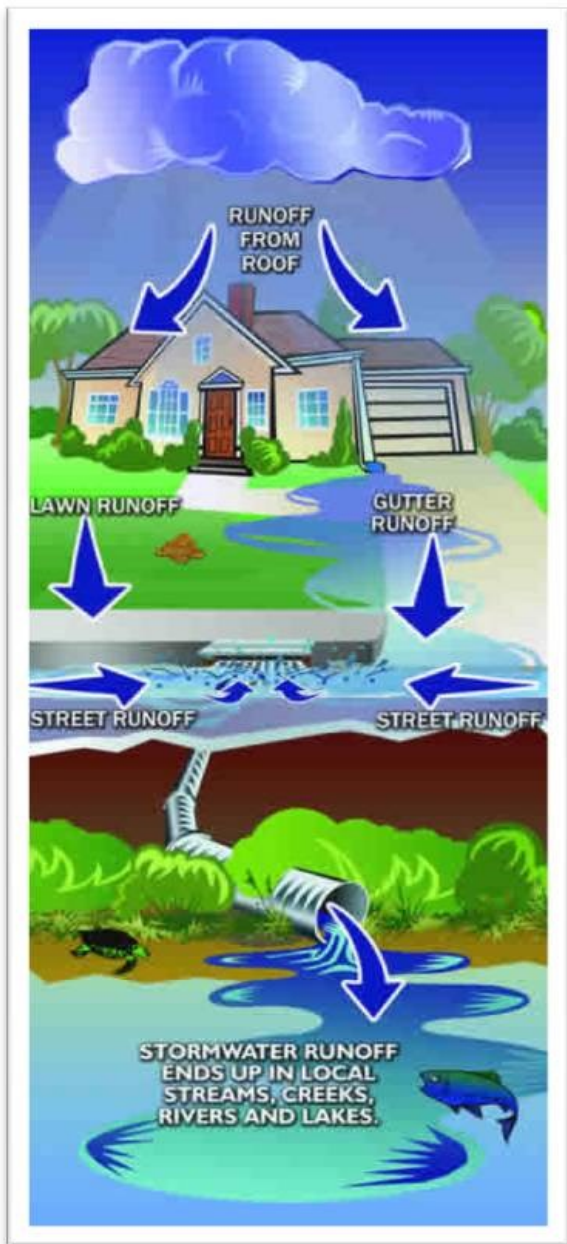 RUNOFF
FROM
ROOF
LAWN RUNOFF
GUTTER
RUNOFF
STREET RUNOFF
STREET RUNOFF
STORMWATER RUNOFF
ENDS UP IN LOCAL
STREAMS, CREEKS,
RIVERS AND LAKES.